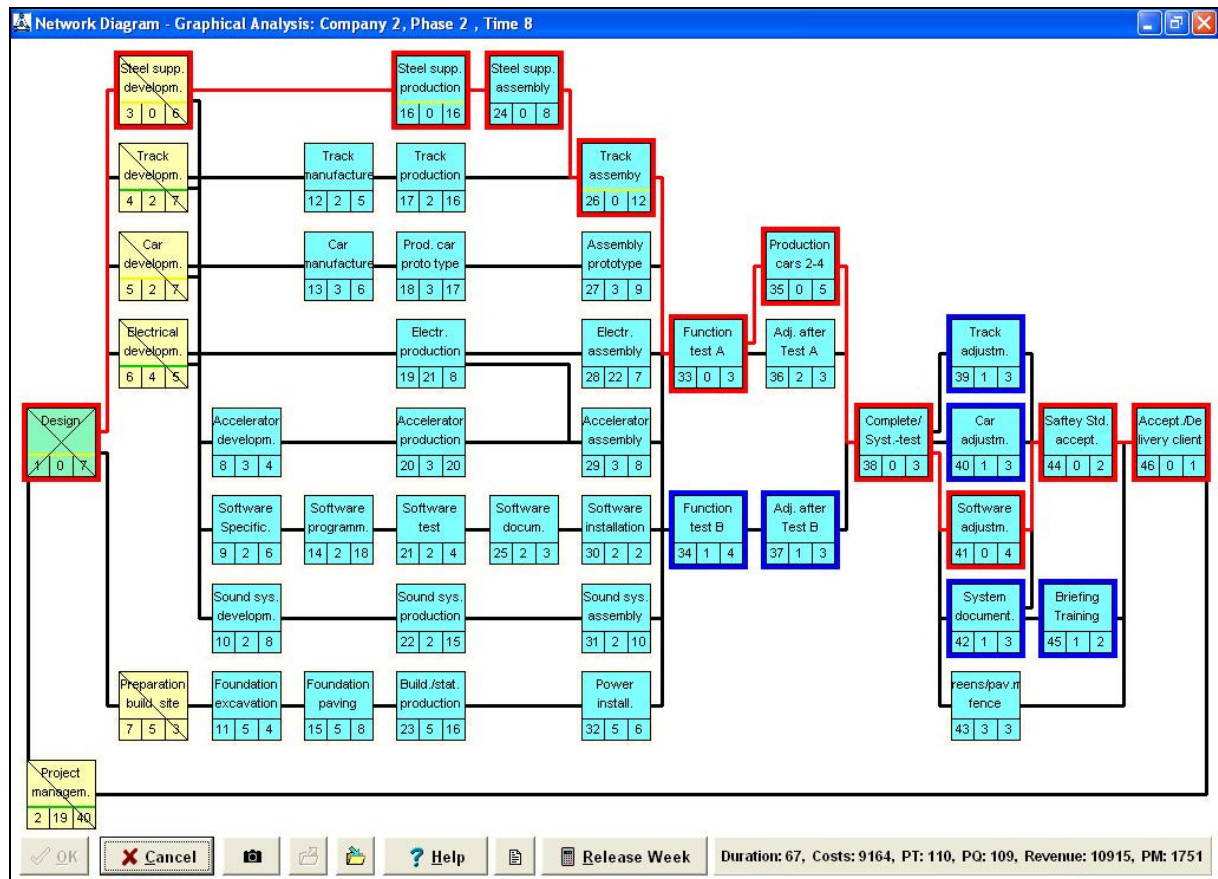 Network Diagram - Graphical Analysis: Company 2, Phase 2 , Time 8
Steel supp.
developm.
3 0 6
Steel supp.
production
16 0 16
Steel supp.
assembly
24 0 8
Track
developm.
4 2 7
Track
manufacture
12 2 5
Track
production
17 2 16
Track
assemby
26 0 12
Car
developm.
5 2 7
Car
manufacture
13 3 6
Prod. car
proto type
18 3 17
Assembly
prototype
27 3 9
Production
cars 2-4
35 0 5
Electrical
developm.
6 4 5
Electr.
production
19 21 8
Electr.
assembly
28 22 7
Function
test A
33 0 3
Adj. after
Test A
36 2 3
Track
adjustm.
39 1 3
Design
1 0 7
Accelerator
developm.
8 3 4
Accelerator
production
20 3 20
Accelerator
assembly
29 3 8
Complete/
Syst.-test
38 0 3
Car
adjustm.
40 1 3
Saftey Std.
accept.
44 0 2
Accept./De
livery client
46 0 1
Software
Specific.
9 2 6
Software
programm.
14 2 18
Software
test
21 2 4
Software
docum.
25 2 3
Software
installation
30 2 2
Function
test B
34 1 4
Adj. after
Test B
37 1 3
Software
adjustm.
41 0 4
Sound sys.
developm.
10 2 8
Sound sys.
production
22 2 15
Sound sys.
assembly
31 2 10
System
document.
42 1 3
Briefing
Training
45 1 2
Preparation
build. site
7 5 3
Foundation
excavation
11 5 4
Foundation
paving
15 5 8
Build./stat.
production
23 5 16
Power
install.
32 5 6
reens/pav.m
fence
43 3 3
Project
managem.
2 19 40
OK
Cancel
Help
Release Week
Duration: 67, Costs: 9164, PT: 110, PQ: 109, Revenue: 10915, PM: 1751